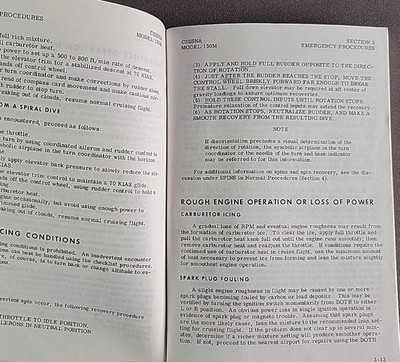 PROCEDURES
CESSNA
MODEL 150M
full rich mixture.
ll carburetor heat.
power to set up a 500 to 800 ft/min rate of descent.
the elevator trim for a stabilized descent at 70 KIAS.
hands off control wheel.
turn coordinator and make corrections by rudder alone.
trend of compass card movement and make cautious
breaking out of clouds, resume normal cruising flight.
OM A SPIRAL DIVE
encountered, proceed as follows:
e throttle.
turn by using coordinated aileron and rudder control to
bolic airplane in the turn coordinator with the horizon
y apply elevator back pressure to slowly reduce the
e elevator trim control to maintain a 70 KIAS glide.
nds off the control wheel, using rudder control to hold a
rburetor heat.
ngine occasionally, but avoid using enough power to
glide.
aking out of clouds, resume normal cruising flight.
CING CONDITIONS
ing conditions is prohibited. An inadvertent encounter
ions can best be handled using the checklist procedures.
e, of course, is to turn back or change altitude to
vertent spin occur, the following recovery
THROTTLE TO IDLE POSITION.
LERONS IN NEUTRAL POSITION
CESSNA
MODEL 150M
SECTION 3
EMERGENCY PROCEDURES
(3) APPLY AND HOLD FULL RUDDER OPPOSITE TO THE DIREC-
TION OF ROTATION.
(4) JUST AFTER THE RUDDER REACHES THE STOP, MOVE THE
CONTROL WHEEL BRISKLY FORWARD FAR ENOUGH TO BREAK
THE STALL. Full down elevator may be required at aft center of
gravity loadings to assure optimum recoveries.
(5) HOLD THESE CONTROL INPUTS UNTIL ROTATION STOPS.
Premature relaxation of the control inputs may extend the recovery.
(6) AS ROTATION STOPS, NEUTRALIZE RUDDER, AND MAKE A
SMOOTH RECOVERY FROM THE RESULTING DIVE.
NOTE
If disorientation precludes a visual determination of the
direction of rotation, the symbolic airplane in the turn
coordinator or the needle of the turn and bank indicator
may be referred to for this information.
For additional information on spins and spin recovery, see the dis-
cussion under SPINS in Normal Procedures (Section 4).
ROUGH ENGINE OPERATION OR LOSS OF POWER
CARBURETOR ICING
A gradual loss of RPM and eventual engine roughness may result from
the formation of carburetor ice. To clear the ice, apply full throttle and
pull the carburetor heat knob full out until the engine runs smoothly; then
remove carburetor heat and readjust the throttle. If conditions require the
continued use of carburetor heat in cruise flight, use the minimum amount
of heat necessary to prevent ice from forming and lean the mixture slightly
for smoothest engine operation.
SPARK PLUG FOULING
A slight engine roughness in flight may be caused by one or more
spark plugs becoming fouled by carbon or lead deposits. This may be
verified by turning the ignition switch momentarily from BOTH to either
L or R position. An obvious power loss in single ignition operation is
evidence of spark plug or magneto trouble. Assuming that spark plugs
are the more likely cause, lean the mixture to the recommended lean set-
ting for cruising flight. If the problem does not clear up in several min-
utes, determine if a richer mixture setting will produce smoother opera-
tion. If not, proceed to the nearest airport for repairs using the BOTH
3-13